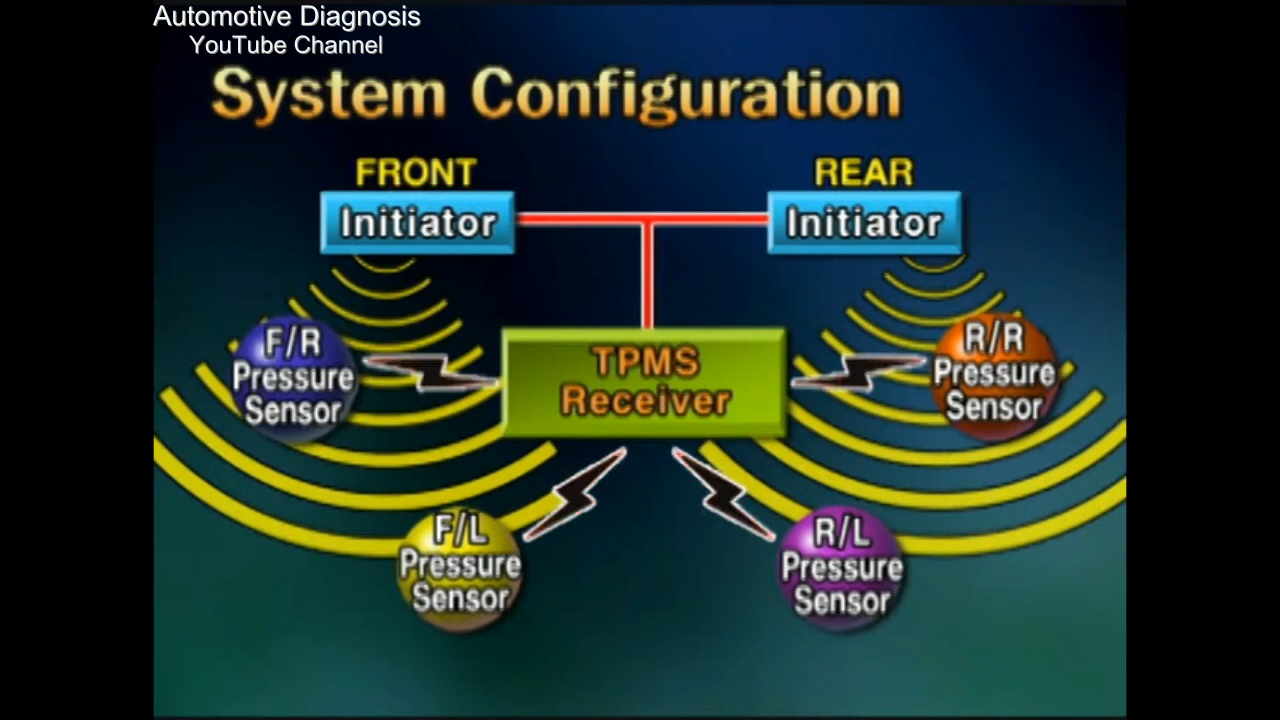 Automotive Diagnosis
YouTube Channel
System Configuration
FRONT
Initiator
REAR
Initiator
F/R
Pressure
Sensor
TPMS
Receiver
R/R
Pressure
Sensor
F/L
Pressure
Sensor
R/L
Pressure
Sensor